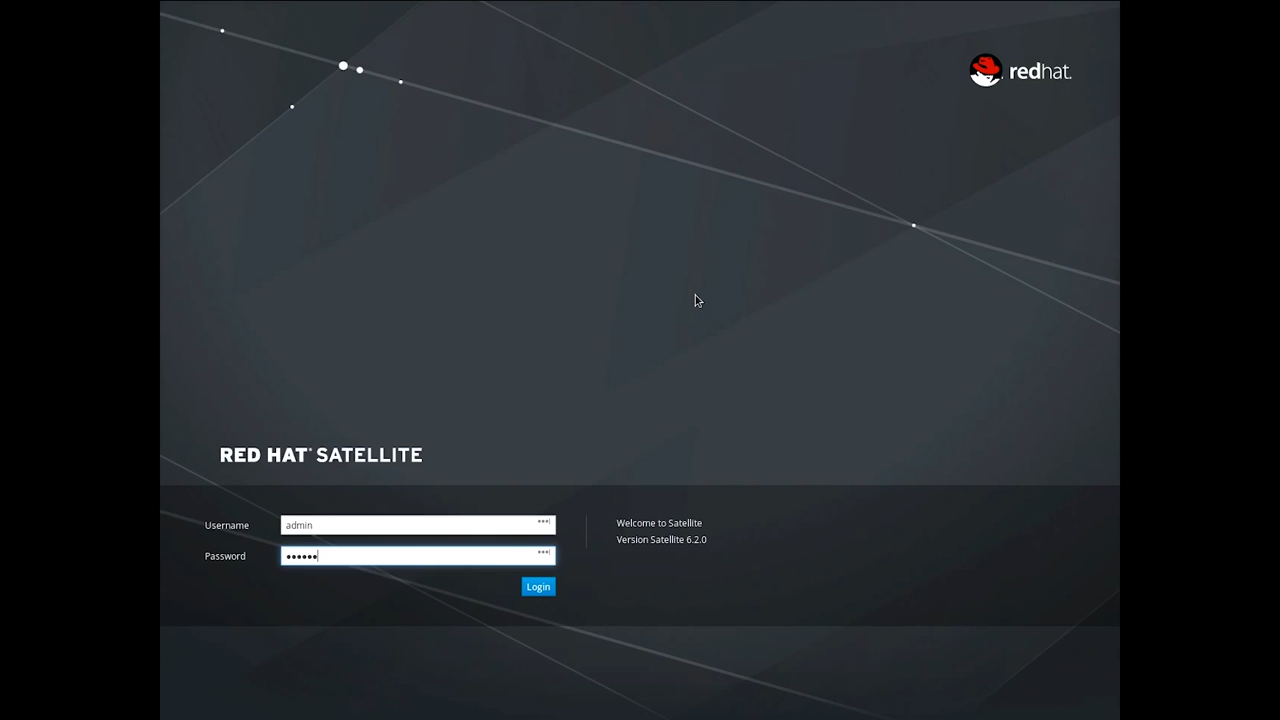 redhat.
RED HAT® SATELLITE
Username admin
Welcome to Satellite
Version Satellite 6.2.0
Password ••••••
Login